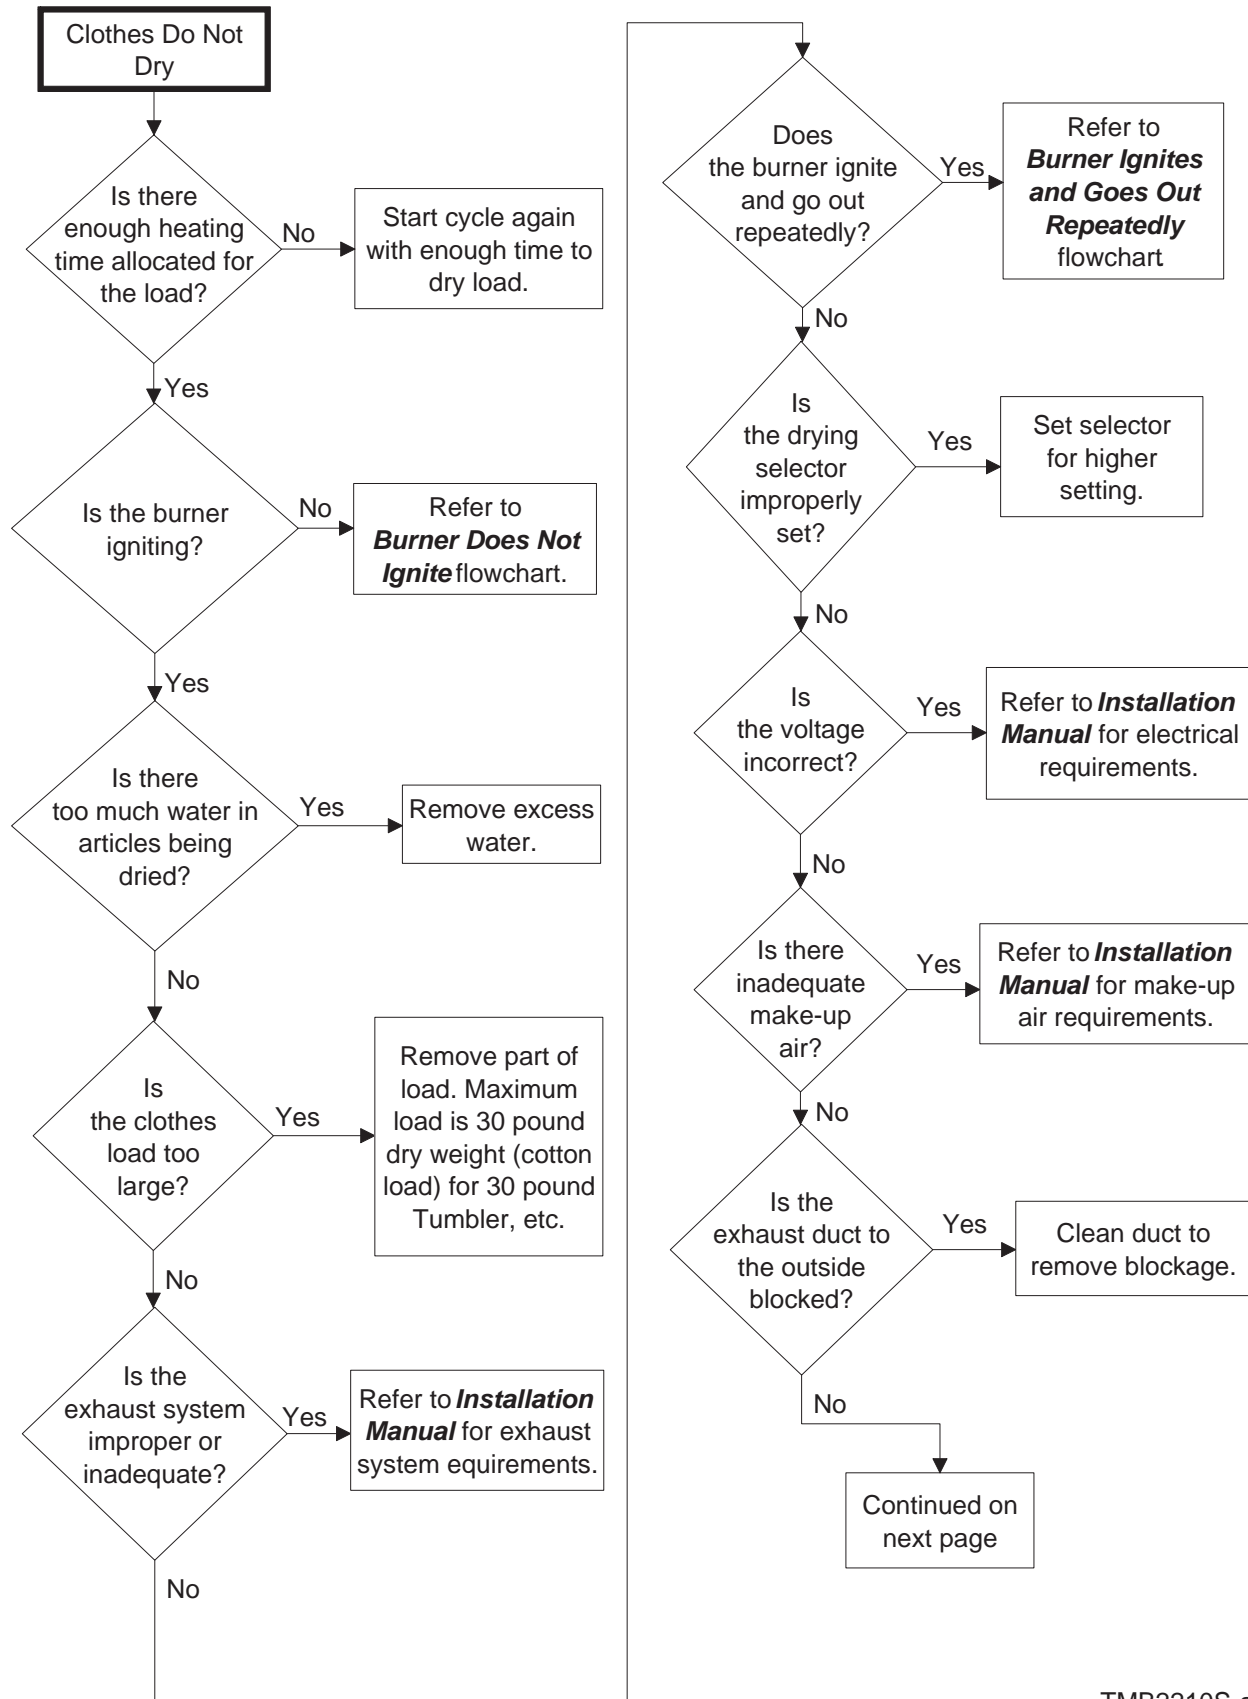 Clothes Do Not
Dry
Is there
enough heating
time allocated for
the load?
No
Start cycle again
with enough time to
dry load.
Yes
Is the burner
igniting?
No
Refer to
Burner Does Not
Ignite flowchart.
Yes
Is there
too much water in
articles being
dried?
Yes
Remove excess
water.
No
Is
the clothes
load too
large?
Yes
Remove part of
load. Maximum
load is 30 pound
dry weight (cotton
load) for 30 pound
Tumbler, etc.
No
Is the
exhaust system
improper or
inadequate?
Yes
Refer to Installation
Manual for exhaust
system equirements.
No
Does
the burner ignite
and go out
repeatedly?
Yes
Refer to
Burner Ignites
and Goes Out
Repeatedly
flowchart.
No
Is
the drying
selector
improperly
set?
Yes
Set selector
for higher
setting.
No
Is
the voltage
incorrect?
Yes
Refer to Installation
Manual for electrical
requirements.
No
Is there
inadequate
make-up
air?
Yes
Refer to Installation
Manual for make-up
air requirements.
No
Is the
exhaust duct to
the outside
blocked?
Yes
Clean duct to
remove blockage.
No
Continued on
next page